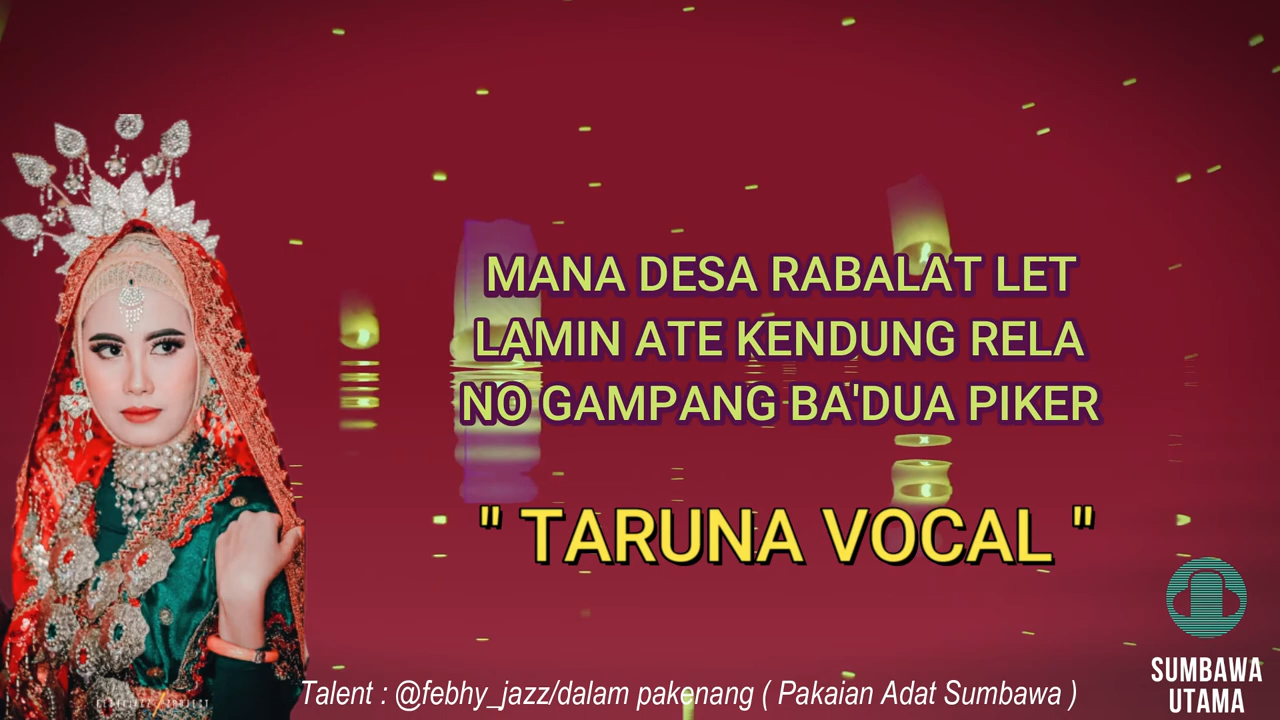 MANA DESA RABALAT LET
LAMIN ATE KENDUNG RELA
NO GAMPANG BA'DUA PIKER
" TARUNA VOCAL "
SUMBAWA
UTAMA
Talent : @febhy_jazz/dalam pakenang ( Pakaian Adat Sumbawa )